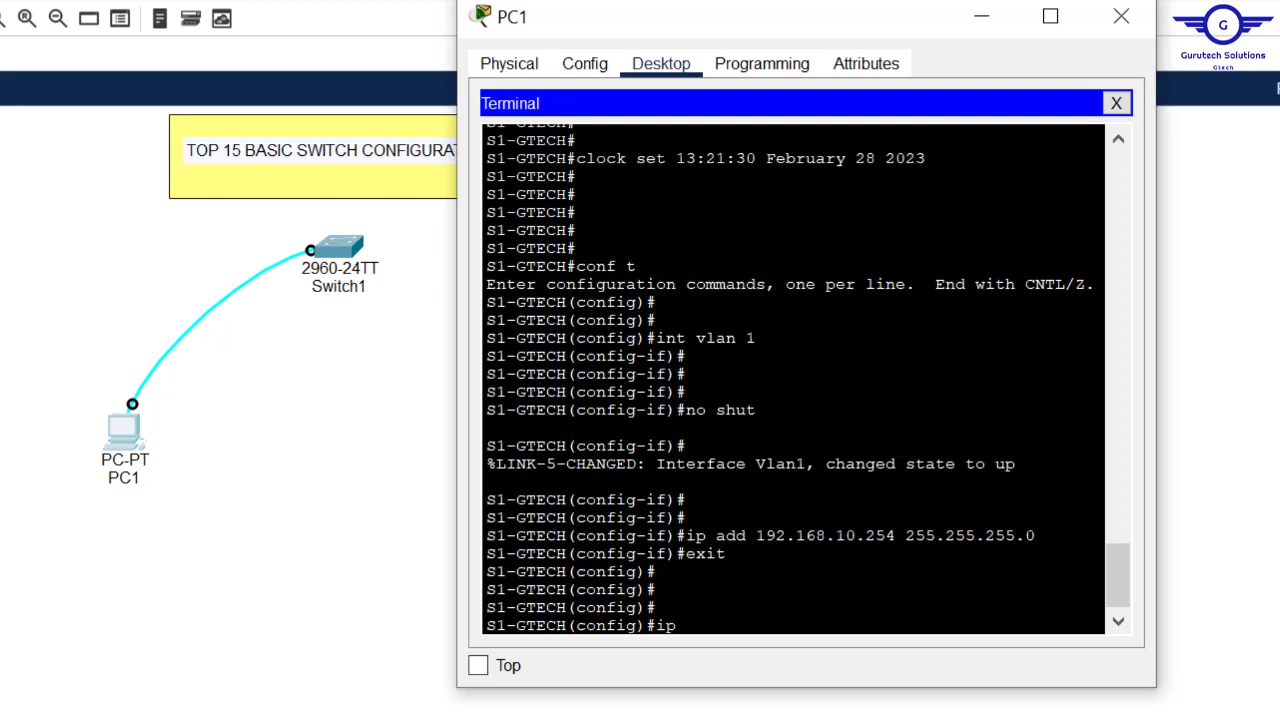 PC1
G
Gurutech Solutions
Gtech
Physical
Config
Desktop
Programming
Attributes
Terminal
X
S1-GTECH#
S1-GTECH#
S1-GTECH#clock set 13:21:30 February 28 2023
S1-GTECH#
S1-GTECH#
S1-GTECH#
S1-GTECH#
S1-GTECH#
S1-GTECH#conf t
Enter configuration commands, one per line.  End with CNTL/Z.
S1-GTECH(config)#
S1-GTECH(config)#
S1-GTECH(config)#int vlan 1
S1-GTECH(config-if)#
S1-GTECH(config-if)#
S1-GTECH(config-if)#
S1-GTECH(config-if)#no shut
S1-GTECH(config-if)#
%LINK-5-CHANGED: Interface Vlan1, changed state to up
S1-GTECH(config-if)#
S1-GTECH(config-if)#
S1-GTECH(config-if)#ip add 192.168.10.254 255.255.255.0
S1-GTECH(config-if)#exit
S1-GTECH(config)#
S1-GTECH(config)#
S1-GTECH(config)#
S1-GTECH(config)#ip
Top
TOP 15 BASIC SWITCH CONFIGURAT
2960-24TT
Switch1
PC-PT
PC1